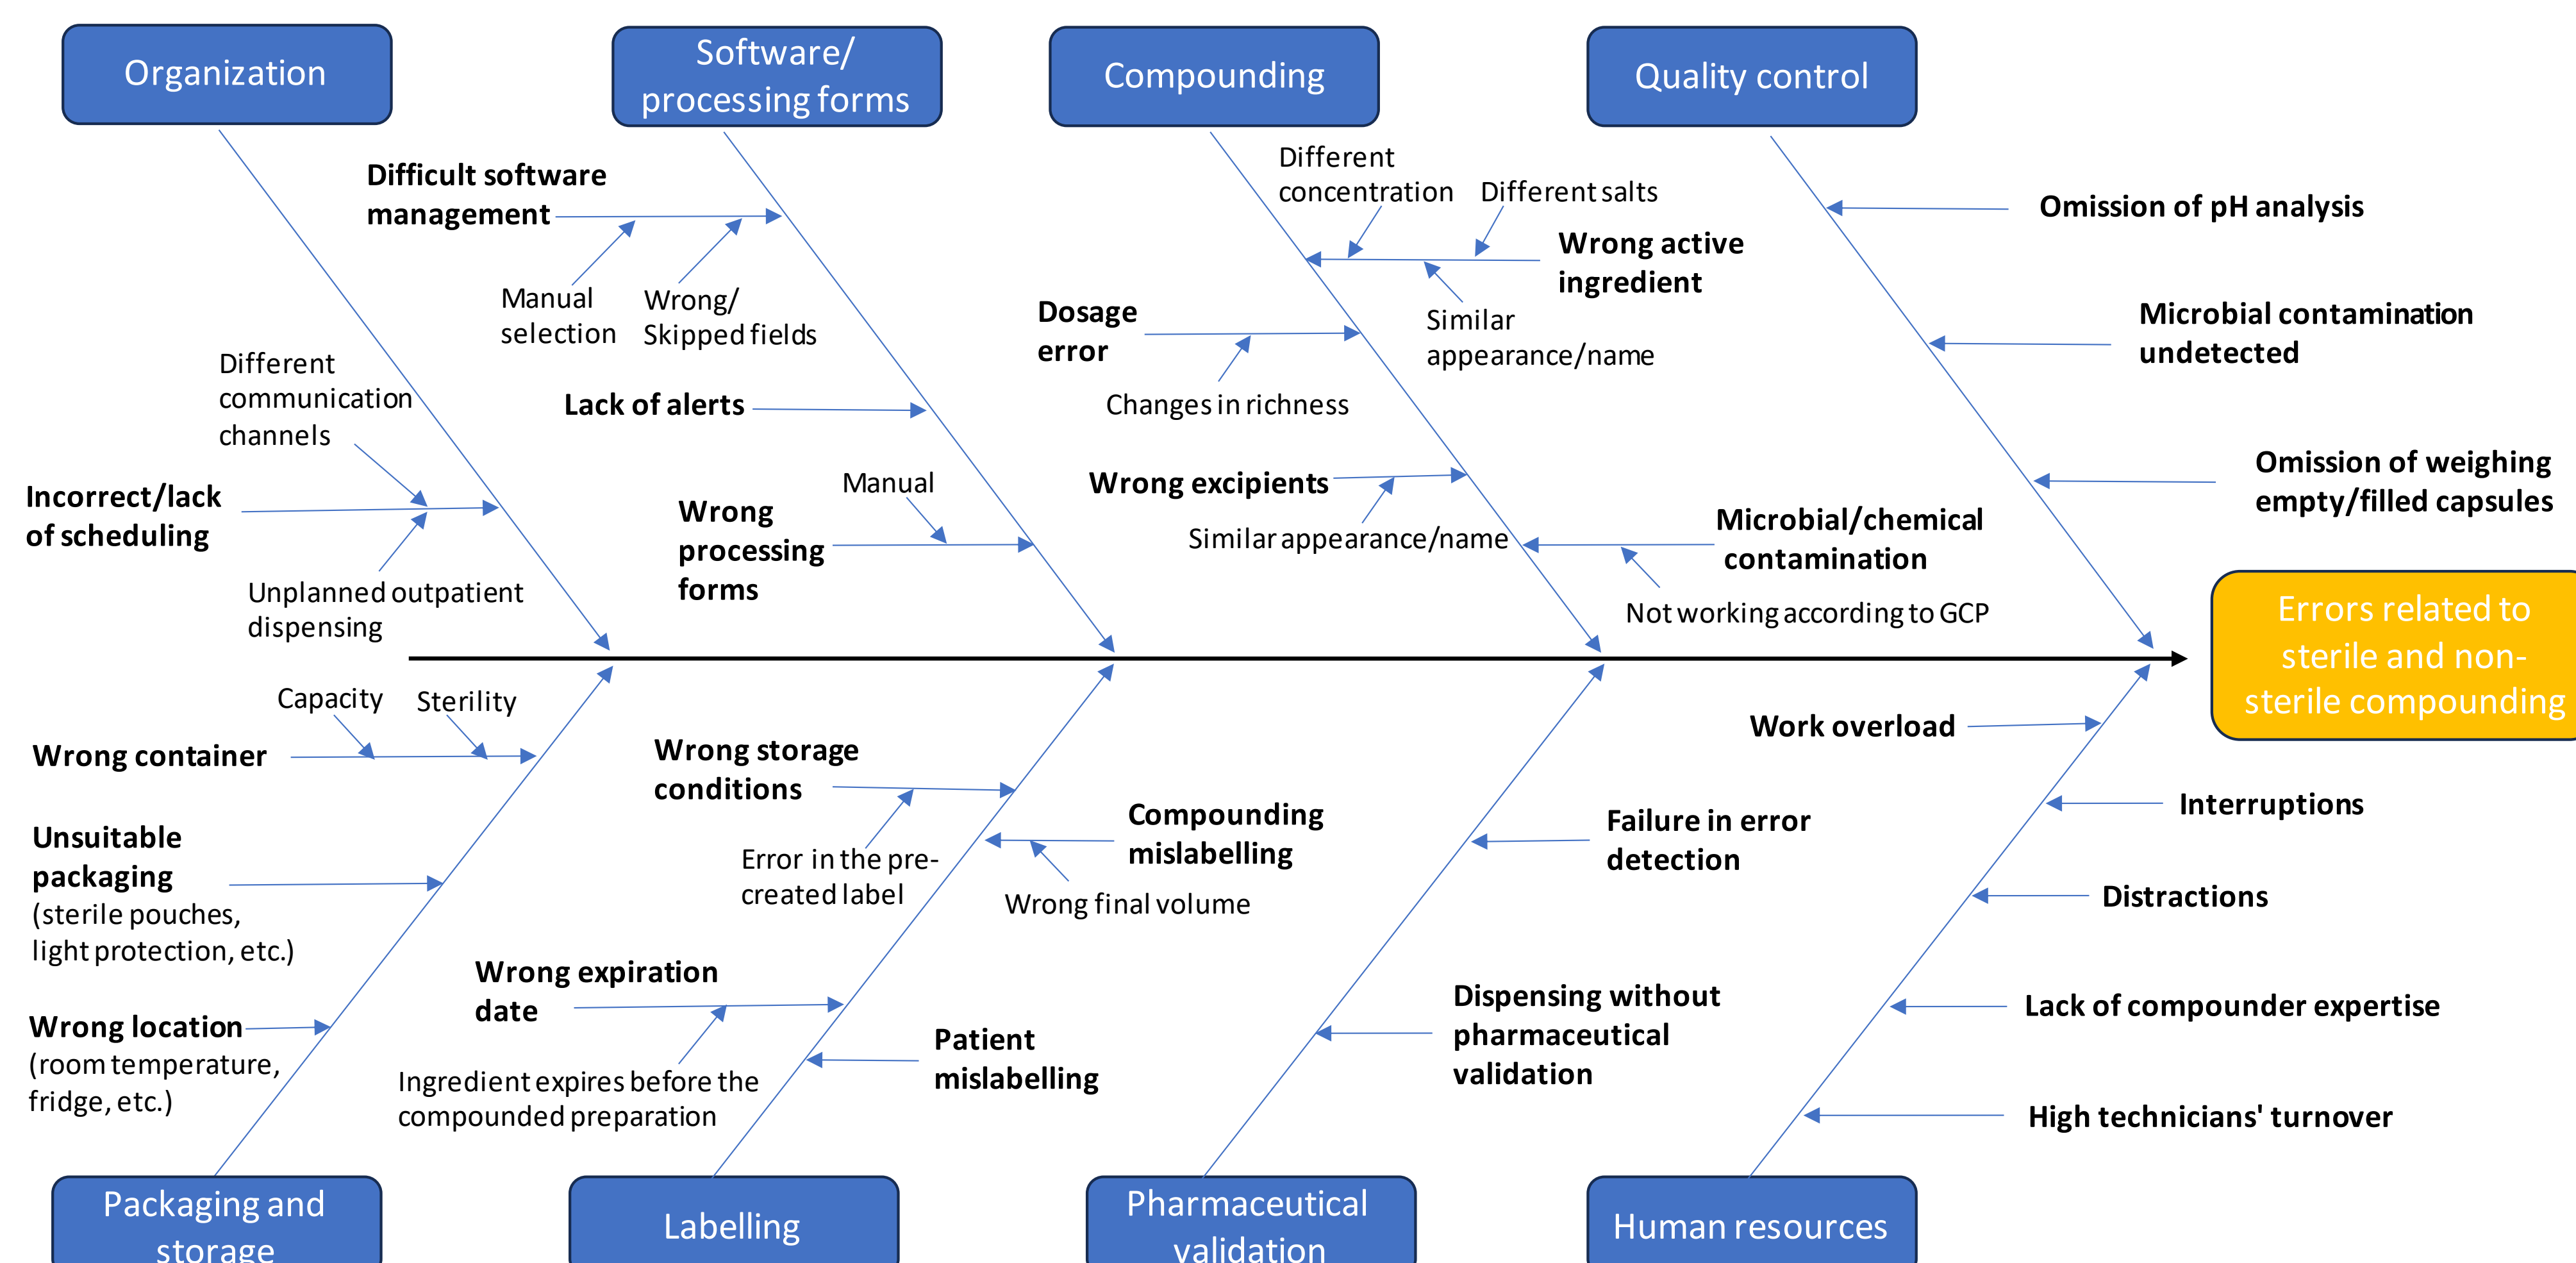 Organization
Software/
processing forms
Compounding
Quality control
Difficult software
management
Manual
selection
Wrong/
Skipped fields
Different
communication
channels
Incorrect/lack
of scheduling
Unplanned outpatient
dispensing
Lack of alerts
Manual
Wrong
processing
forms
Different
concentration
Different salts
Wrong active
ingredient
Similar
appearance/name
Dosage
error
Changes in richness
Wrong excipients
Similar appearance/name
Microbial/chemical
contamination
Not working according to GCP
Omission of pH analysis
Microbial contamination
undetected
Omission of weighing
empty/filled capsules
Errors related to
sterile and non-
sterile compounding
Capacity
Sterility
Wrong container
Unsuitable
packaging
(sterile pouches,
light protection, etc.)
Wrong location
(room temperature,
fridge, etc.)
Wrong storage
conditions
Error in the pre-
created label
Compounding
mislabelling
Wrong final volume
Wrong expiration
date
Ingredient expires before the
compounded preparation
Patient
mislabelling
Failure in error
detection
Dispensing without
pharmaceutical
validation
Work overload
Interruptions
Distractions
Lack of compounder expertise
High technicians' turnover
Packaging and
storage
Labelling
Pharmaceutical
validation
Human resources